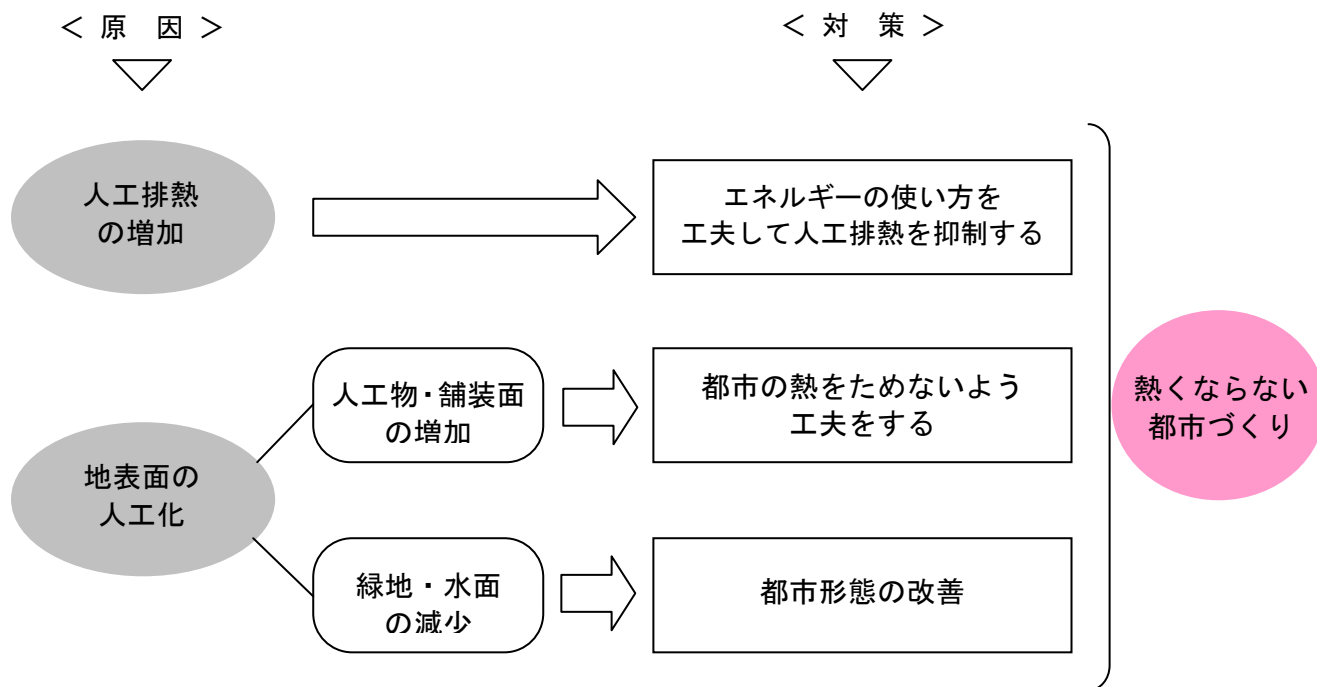 ＜ 原　因 ＞
＜ 対　策 ＞
人工排熱
の増加
エネルギーの使い方を
工夫して人工排熱を抑制する
地表面の
人工化
人工物・舗装面
の増加
都市の熱をためないよう
工夫をする
緑地・水面
の減少
都市形態の改善
熱くならない
都市づくり